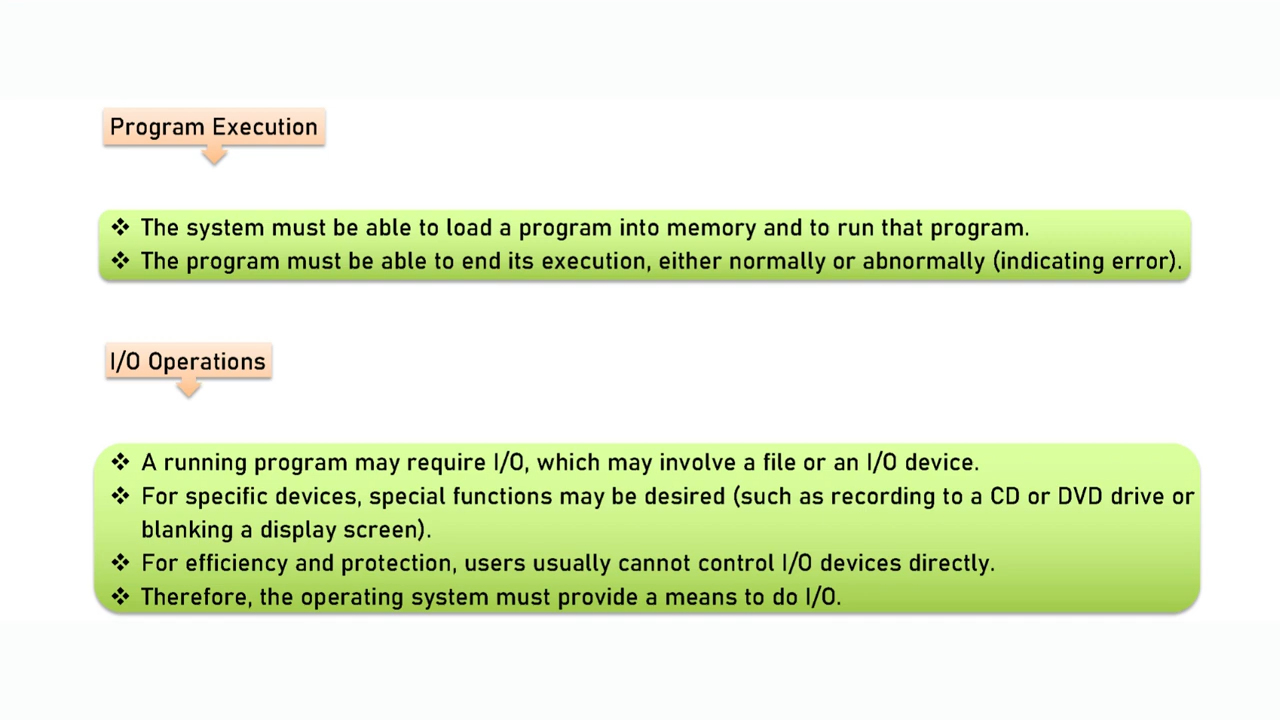 Program Execution
❖ The system must be able to load a program into memory and to run that program.
❖ The program must be able to end its execution, either normally or abnormally (indicating error).
I/O Operations
❖ A running program may require I/O, which may involve a file or an I/O device.
❖ For specific devices, special functions may be desired (such as recording to a CD or DVD drive or
blanking a display screen).
❖ For efficiency and protection, users usually cannot control I/O devices directly.
❖ Therefore, the operating system must provide a means to do I/O.